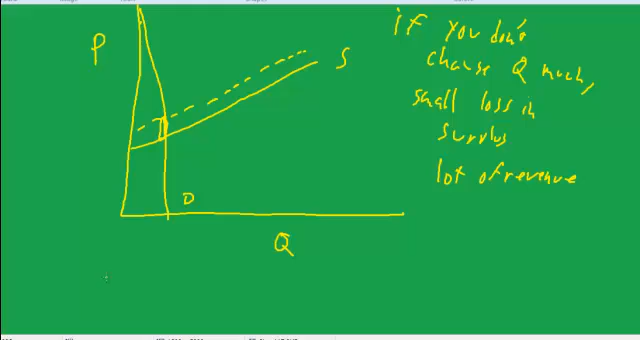 P
S
D
Q
if you don't
change Q much,
small loss in
surplus
lot of revenue